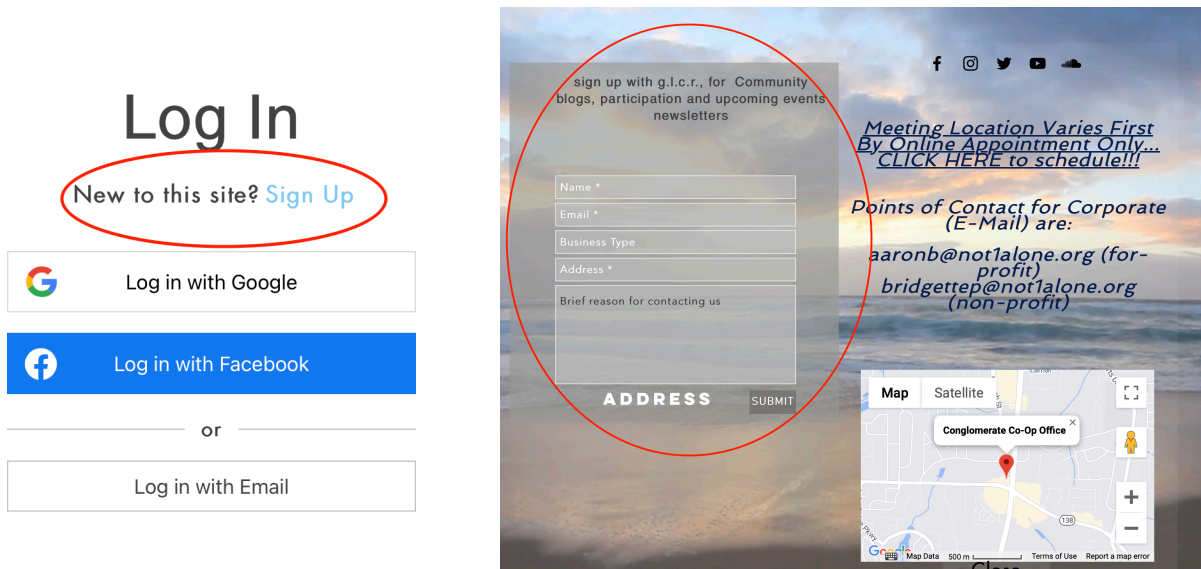 Log In
New to this site? Sign Up
Log in with Google
Log in with Facebook
or
Log in with Email
sign up with g.l.c.r., for Community
blogs, participation and upcoming events
newsletters
Name *
Email *
Business Type
Address *
Brief reason for contacting us
ADDRESS
SUBMIT
Meeting Location Varies First
By Online Appointment Only...
CLICK HERE to schedule!!!
Points of Contact for Corporate
(E-Mail) are:
aaronb@not1alone.org (for-
profit)
bridgettep@not1alone.org
(non-profit)
Map Satellite
Conglomerate Co-Op Office
138
Google Map Data 500 m Terms of Use Report a map error